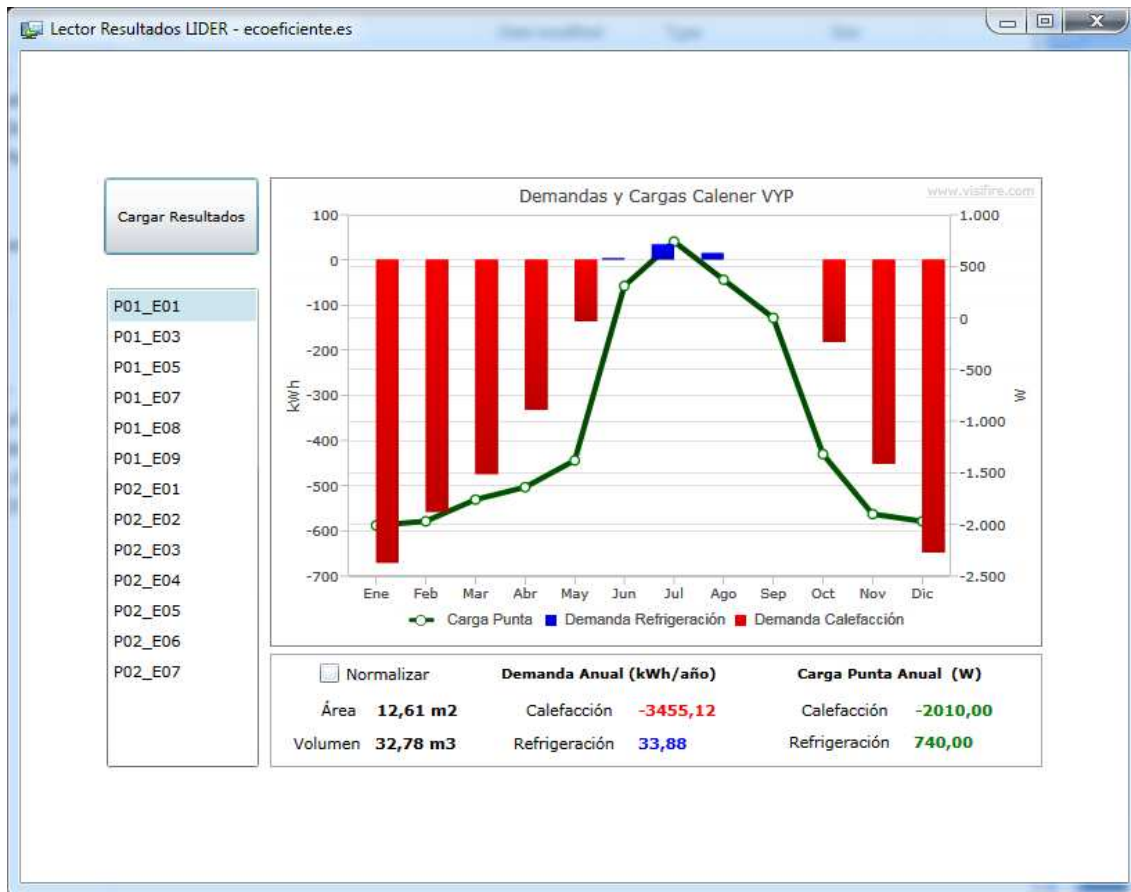 Lector Resultados LIDER - ecoeficiente.es
Cargar Resultados
P01_E01
P01_E03
P01_E05
P01_E07
P01_E08
P01_E09
P02_E01
P02_E02
P02_E03
P02_E04
P02_E05
P02_E06
P02_E07
Demandas y Cargas Calener VYP
www.visifire.com
100
0
-100
-200
-300
-400
-500
-600
-700
kWh
1.000
500
0
-500
-1.000
-1.500
-2.000
-2.500
W
Ene Feb Mar Abr May Jun Jul Ago Sep Oct Nov Dic
Carga Punta Demanda Refrigeración Demanda Calefacción
Normalizar Demanda Anual (kWh/año) Carga Punta Anual (W)
Área 12,61 m2 Calefacción -3455,12 Calefacción -2010,00
Volumen 32,78 m3 Refrigeración 33,88 Refrigeración 740,00